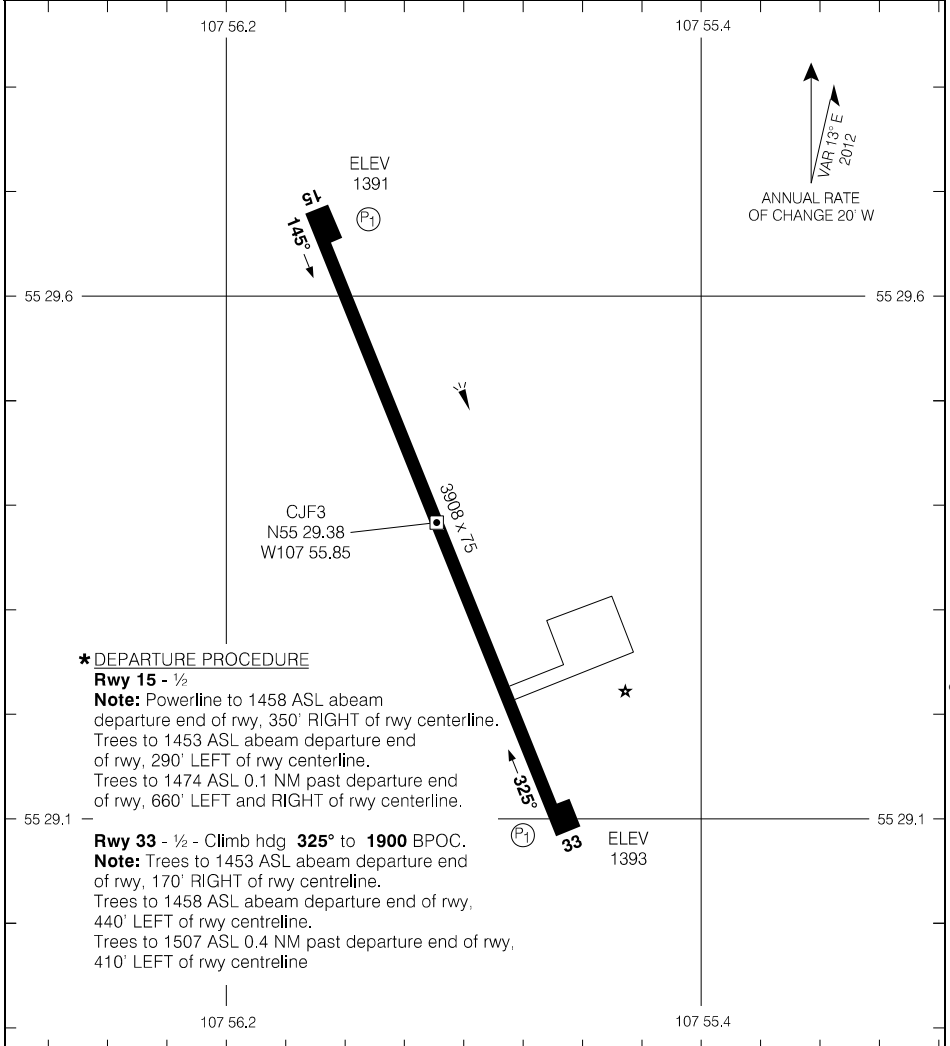 107 56.2
107 55.4
VAR 13° E
2012
ANNUAL RATE
OF CHANGE 20' W
ELEV
1391
15
P1
145°
55 29.6
55 29.6
CJF3
N55 29.38
W107 55.85
3908 x 75
* DEPARTURE PROCEDURE
Rwy 15 - ½
Note: Powerline to 1458 ASL abeam
departure end of rwy, 350' RIGHT of rwy centerline.
Trees to 1453 ASL abeam departure end
of rwy, 290' LEFT of rwy centerline.
Trees to 1474 ASL 0.1 NM past departure end
of rwy, 660' LEFT and RIGHT of rwy centerline.
325°
55 29.1
55 29.1
P1
33
ELEV
1393
Rwy 33 - ½ - Climb hdg 325° to 1900 BPOC.
Note: Trees to 1453 ASL abeam departure end
of rwy, 170' RIGHT of rwy centreline.
Trees to 1458 ASL abeam departure end of rwy,
440' LEFT of rwy centreline.
Trees to 1507 ASL 0.4 NM past departure end of rwy,
410' LEFT of rwy centreline
107 56.2
107 55.4